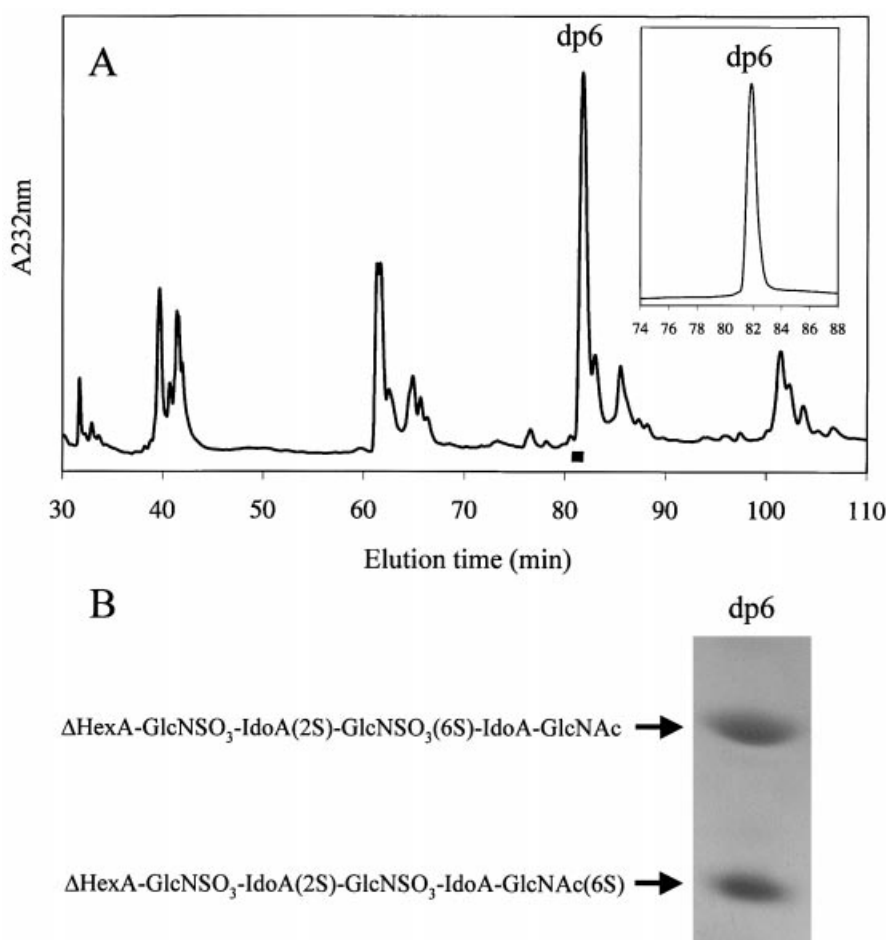 A
dp6
dp6
A232nm
74 76 78 80 82 84 86 88
30 40 50 60 70 80 90 100 110
Elution time (min)
B
dp6
ΔHexA-GlcNSO₃-IdoA(2S)-GlcNSO₃(6S)-IdoA-GlcNAc
ΔHexA-GlcNSO₃-IdoA(2S)-GlcNSO₃-IdoA-GlcNAc(6S)